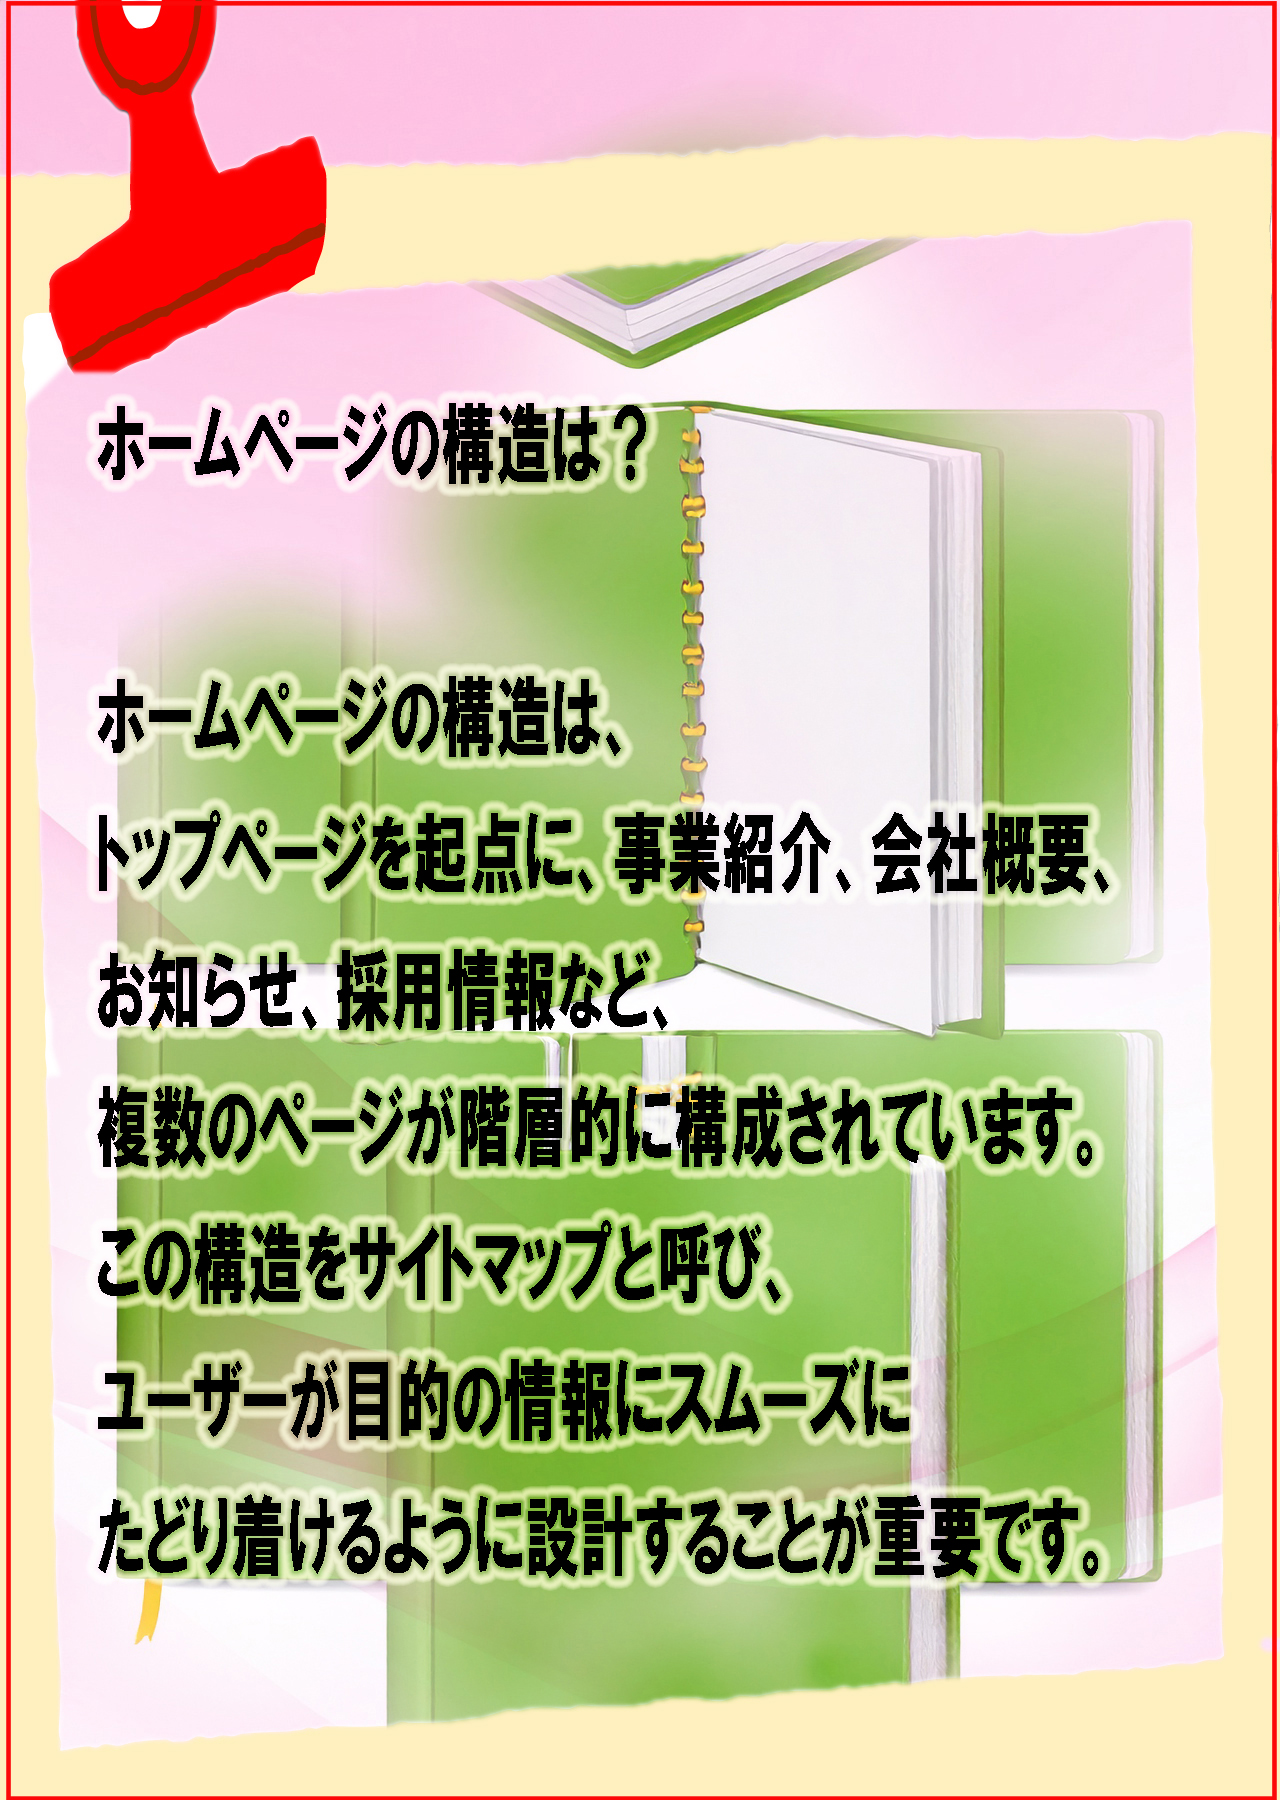 ホームページの構造は？
ホームページの構造は、
トップページを起点に、事業紹介、会社概要、
お知らせ、採用情報など、
複数のページが階層的に構成されています。
この構造をサイトマップと呼び、
ユーザーが目的の情報にスムーズに
たどり着けるように設計することが重要です。